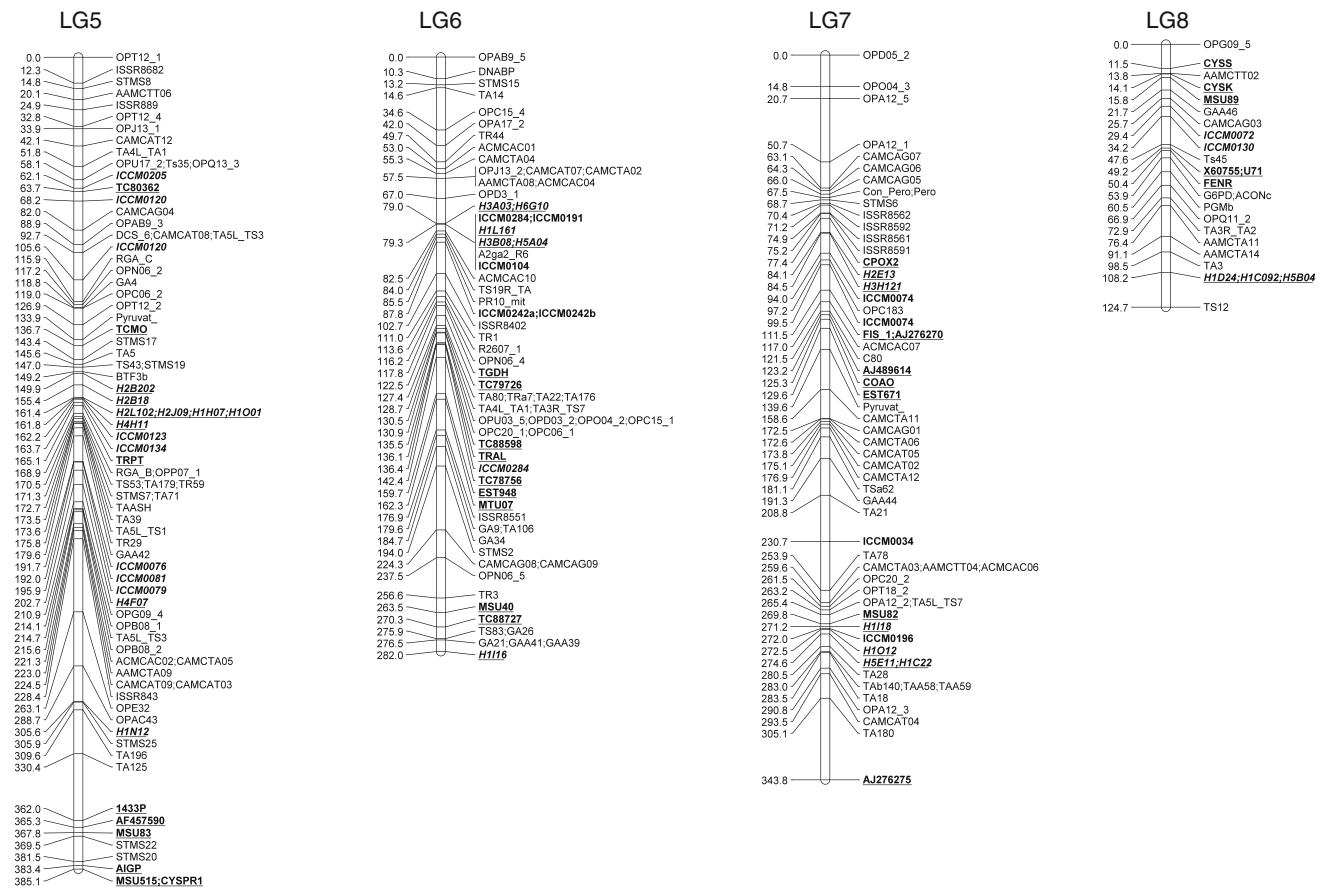 LG5
0.0 OPT12_1
12.3 ISSR8682
14.8 STMS8
20.1 AAMCTT06
24.9 ISSR889
32.8 OPT12_4
33.9 OPJ13_1
42.1 CAMCAT12
51.8 TA4L_TA1
58.1 OPU17_2;Ts35;OPQ13_3
62.1 ICCM0205
63.7 TC80362
68.2 ICCM0120
82.0 CAMCAG04
88.9 OPAB9_3
92.7 DCS_6;CAMCAT08;TA5L_TS3
105.6 ICCM0120
115.9 RGA_C
117.2 OPN06_2
118.8 GA4
119.0 OPC06_2
126.9 OPT12_2
133.9 Pyruvat_
136.7 TCMO
143.4 STMS17
145.6 TA5
147.0 TS43;STMS19
149.2 BTF3b
149.9 H2B202
155.4 H2B18
161.4 H2L102;H2J09;H1H07;H1O01
161.8 H4H11
162.2 ICCM0123
163.7 ICCM0134
165.1 TRPT
168.9 RGA_B;OPP07_1
170.5 TS53;TA179;TR59
171.3 STMS7;TA71
172.7 TAASH
173.5 TA39
173.6 TA5L_TS1
175.8 TR29
179.6 GAA42
191.7 ICCM0076
192.0 ICCM0081
195.9 ICCM0079
202.7 H4F07
210.9 OPG09_4
214.1 OPB08_1
214.7 TA5L_TS3
215.6 OPB08_2
221.3 ACMCAC02;CAMCTA05
223.0 AAMCTA09
224.5 CAMCAT09;CAMCAT03
228.4 ISSR843
263.1 OPE32
288.7 OPAC43
305.6 H1N12
305.9 STMS25
309.6 TA196
330.4 TA125
362.0 1433P
365.3 AF457590
367.8 MSU83
369.5 STMS22
381.5 STMS20
383.4 AIGP
385.1 MSU515;CYSPR1
LG6
0.0 OPAB9_5
10.3 DNABP
13.2 STMS15
14.6 TA14
34.6 OPC15_4
42.0 OPA17_2
49.7 TR44
53.0 ACMCAC01
55.3 CAMCTA04
57.5 OPJ13_2;CAMCAT07;CAMCTA02
AAMCTA08;ACMCAC04
67.0 OPD3_1
79.0 H3A03;H6G10
ICCM0284;ICCM0191
H1L161
79.3 H3B08;H5A04
A2ga2_R6
ICCM0104
82.5 ACMCAC10
84.0 TS19R_TA
85.5 PR10_mit
87.8 ICCM0242a;ICCM0242b
102.7 ISSR8402
111.0 TR1
113.6 R2607_1
116.2 OPN06_4
117.8 TGDH
122.5 TC79726
127.4 TA80;TRa7;TA22;TA176
128.7 TA4L_TA1;TA3R_TS7
130.5 OPU03_5;OPD03_2;OPO04_2;OPC15_1
130.9 OPC20_1;OPC06_1
135.5 TC88598
136.1 TRAL
136.4 ICCM0284
142.4 TC78756
159.7 EST948
162.3 MTU07
176.9 ISSR8551
179.6 GA9;TA106
184.7 GA34
194.0 STMS2
224.3 CAMCAG08;CAMCAG09
237.5 OPN06_5
256.6 TR3
263.5 MSU40
270.3 TC88727
275.9 TS83;GA26
276.5 GA21;GAA41;GAA39
282.0 H1I16
LG7
0.0 OPD05_2
14.8 OPO04_3
20.7 OPA12_5
50.7 OPA12_1
63.1 CAMCAG07
64.3 CAMCAG06
66.0 CAMCAG05
67.5 Con_Pero;Pero
68.7 STMS6
70.4 ISSR8562
71.2 ISSR8592
74.9 ISSR8561
75.2 ISSR8591
77.4 CPOX2
84.1 H2E13
84.5 H3H121
94.0 ICCM0074
97.2 OPC183
99.5 ICCM0074
111.5 FIS_1;AJ276270
117.0 ACMCAC07
121.5 C80
123.2 AJ489614
125.3 COAO
129.6 EST671
139.6 Pyruvat_
158.6 CAMCTA11
172.5 CAMCAG01
172.6 CAMCTA06
173.8 CAMCAT05
175.1 CAMCAT02
176.9 CAMCTA12
181.1 TSa62
191.3 GAA44
208.8 TA21
230.7 ICCM0034
253.9 TA78
259.6 CAMCTA03;AAMCTT04;ACMCAC06
261.5 OPC20_2
263.2 OPT18_2
265.4 OPA12_2;TA5L_TS7
269.8 MSU82
271.2 H1I18
272.0 ICCM0196
272.5 H1O12
274.6 H5E11;H1C22
280.5 TA28
283.0 TAb140;TAA58;TAA59
283.5 TA18
290.8 OPA12_3
293.5 CAMCAT04
305.1 TA180
343.8 AJ276275
LG8
0.0 OPG09_5
11.5 CYSS
13.8 AAMCTT02
14.1 CYSK
15.8 MSU89
21.7 GAA46
25.7 CAMCAG03
29.4 ICCM0072
34.2 ICCM0130
47.6 Ts45
49.2 X60755;U71
50.4 FENR
53.9 G6PD;ACONc
60.5 PGMb
66.9 OPQ11_2
72.9 TA3R_TA2
76.4 AAMCTA11
91.1 AAMCTA14
98.5 TA3
108.2 H1D24;H1C092;H5B04
124.7 TS12